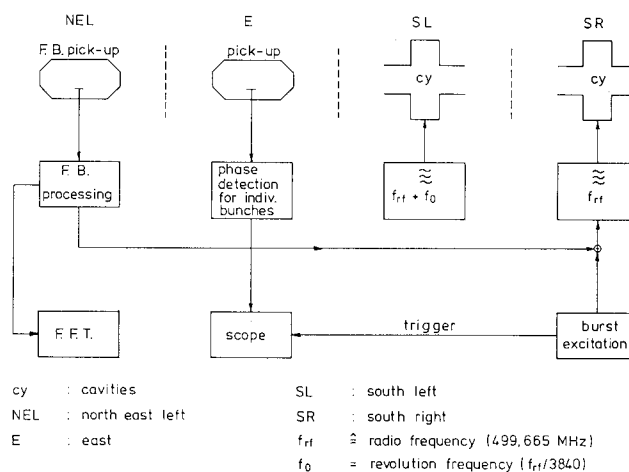 NEL E SL SR
F. B. pick-up pick-up
cy cy
F. B.
processing
phase
detection
for indiv.
bunches
≈
f_rf + f_0
≈
f_rf
F. F. T.
scope
trigger
burst
excitation
cy : cavities
NEL : north east left
E : east
SL : south left
SR : south right
f_rf ≙ radio frequency (499,665 MHz)
f_0 = revolution frequency (f_rf/3840)